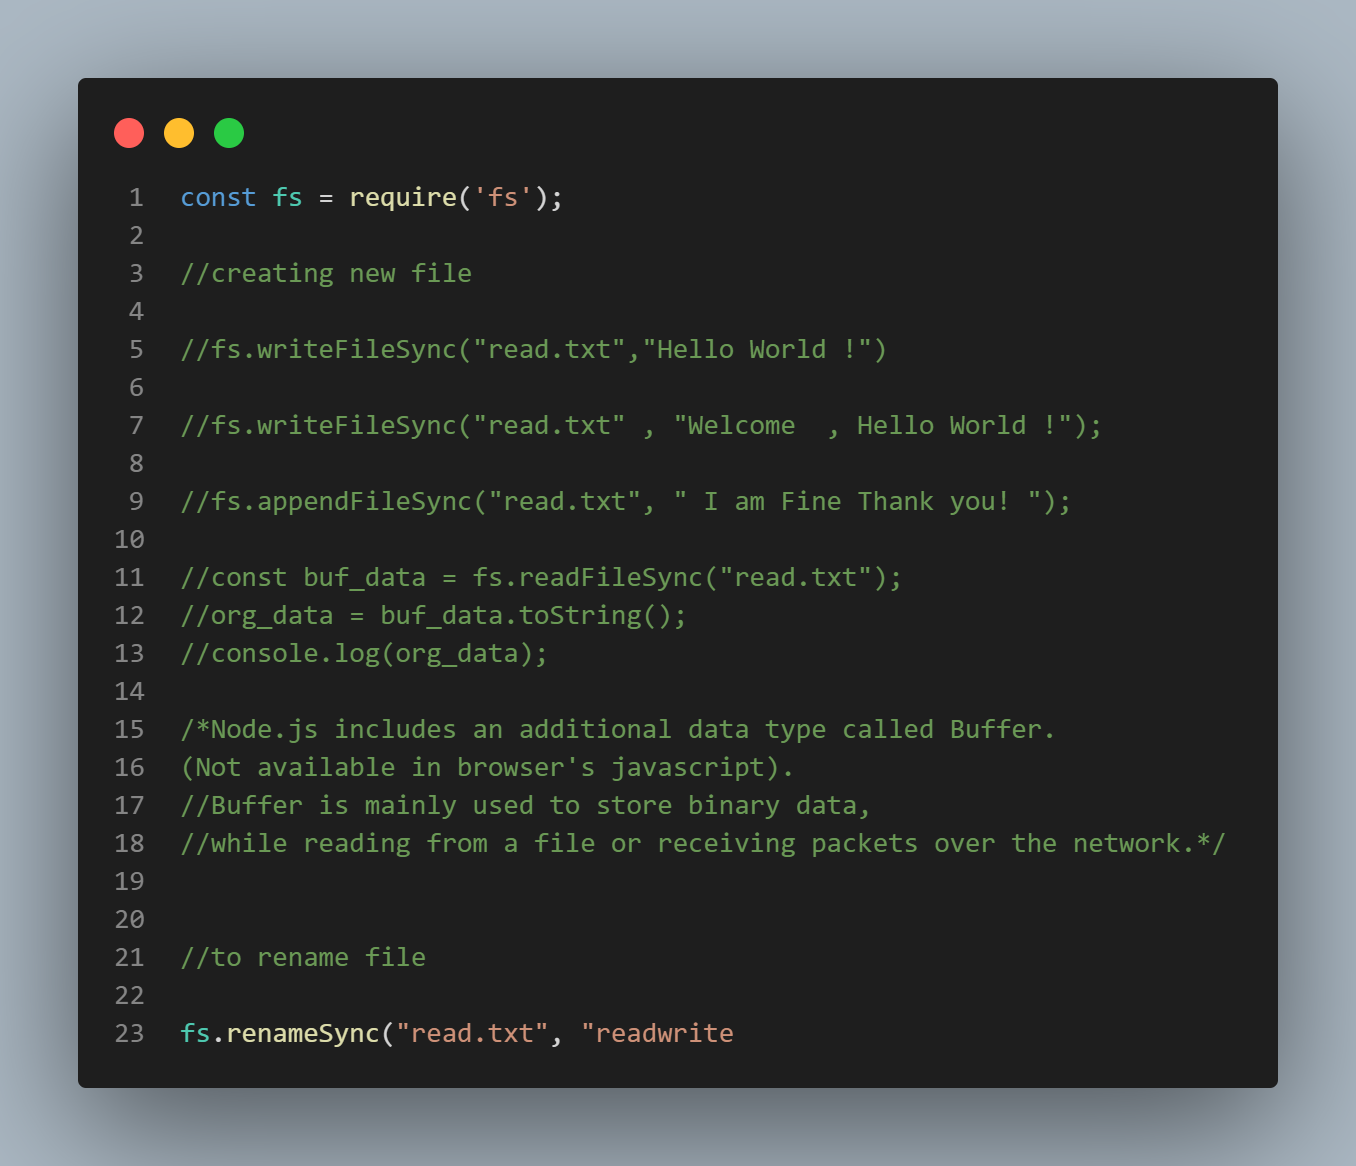 1 const fs = require('fs');
2
3 //creating new file
4
5 //fs.writeFileSync("read.txt","Hello World !")
6
7 //fs.writeFileSync("read.txt" , "Welcome  , Hello World !");
8
9 //fs.appendFileSync("read.txt", " I am Fine Thank you! ");
10
11 //const buf_data = fs.readFileSync("read.txt");
12 //org_data = buf_data.toString();
13 //console.log(org_data);
14
15 /*Node.js includes an additional data type called Buffer.
16 (Not available in browser's javascript).
17 //Buffer is mainly used to store binary data,
18 //while reading from a file or receiving packets over the network.*/
19
20
21 //to rename file
22
23 fs.renameSync("read.txt", "readwrite